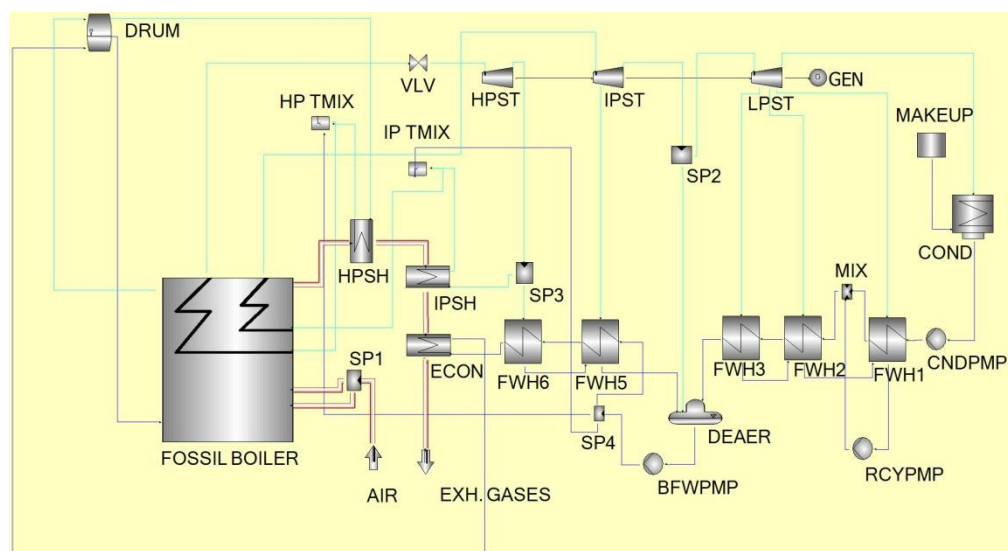 DRUM
VLV
HPST
IPST
LPST
GEN
HP TMIX
IP TMIX
MAKEUP
SP2
HPSH
COND
IPSH
SP3
MIX
SP1
ECON
FWH6
FWH5
FWH3
FWH2
FWH1
CNDPMP
FOSSIL BOILER
SP4
DEAER
AIR
EXH. GASES
BFWPMP
RCYPMP